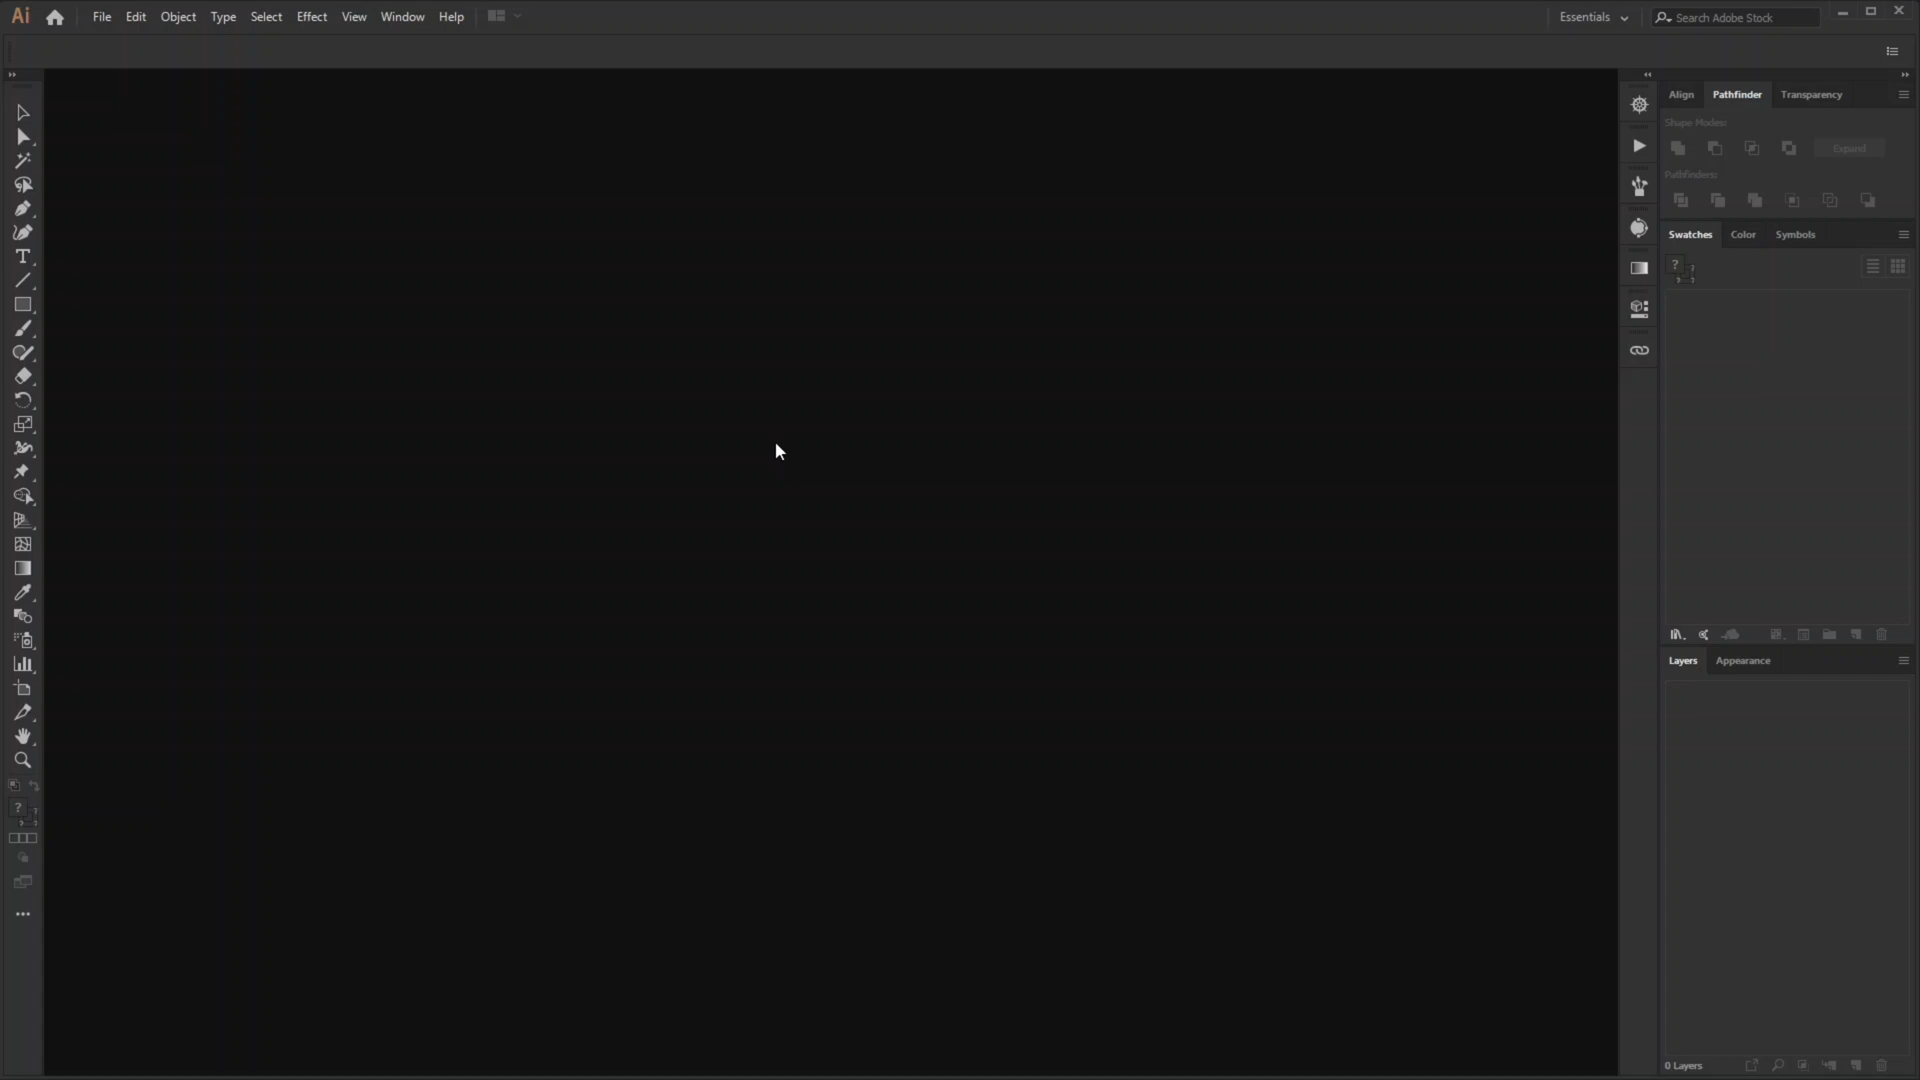 Ai File Edit Object Type Select Effect View Window Help Essentials Search Adobe Stock
Align Pathfinder Transparency
Shape Modes:
Expand
Pathfinders:
Swatches Color Symbols
?
Layers Appearance
?
0 Layers